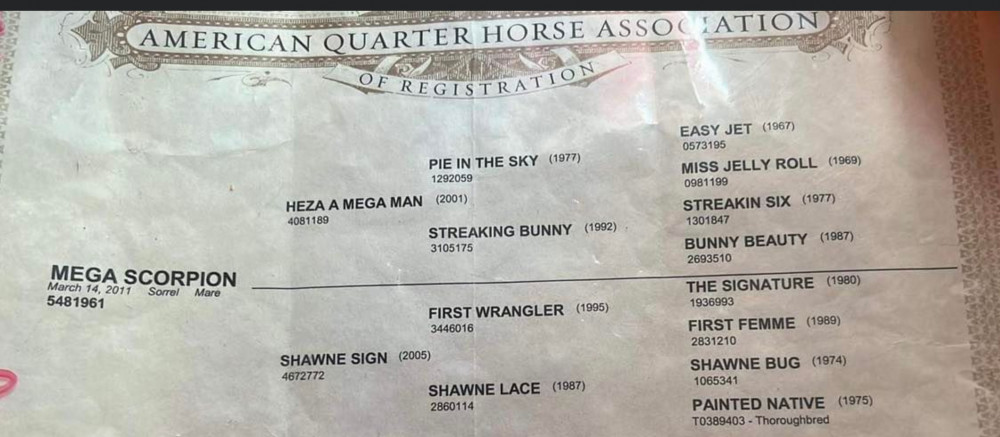 AMERICAN QUARTER HORSE ASSOCIATION
OF REGISTRATION
EASY JET (1967)
0573195
PIE IN THE SKY (1977)
1292059
MISS JELLY ROLL (1969)
0981199
HEZA A MEGA MAN (2001)
4081189
STREAKIN SIX (1977)
1301847
STREAKING BUNNY (1992)
3105175
BUNNY BEAUTY (1987)
2693510
MEGA SCORPION
March 14, 2011 Sorrel Mare
5481961
THE SIGNATURE (1980)
1936993
FIRST WRANGLER (1995)
3446016
FIRST FEMME (1989)
2831210
SHAWNE SIGN (2005)
4672772
SHAWNE BUG (1974)
1065341
SHAWNE LACE (1987)
2860114
PAINTED NATIVE (1975)
T0389403 - Thoroughbred